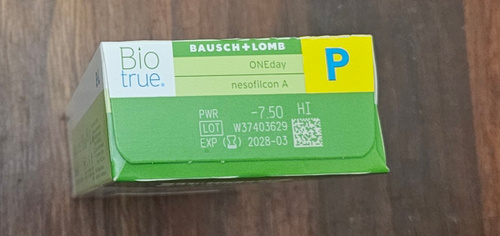 Bio
true®
BAUSCH+LOMB
ONEday
nesofilcon A
P
PWR -7.50 HI
LOT W37403629
EXP 2028-03